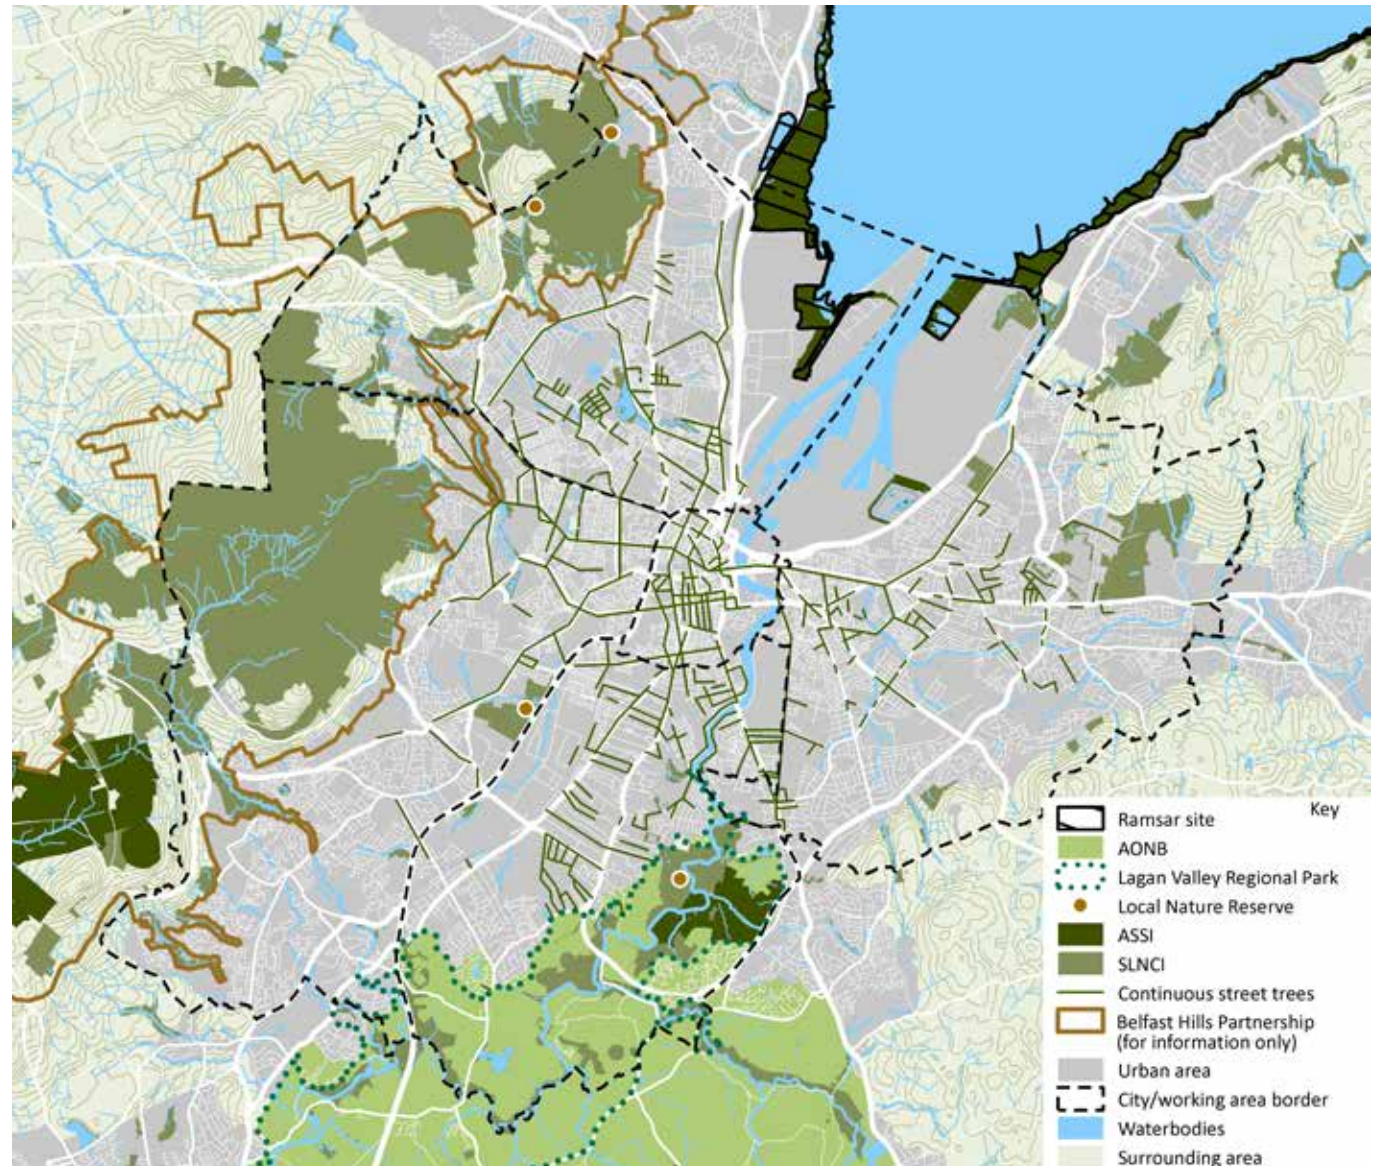 Key
Ramsar site
AONB
Lagan Valley Regional Park
Local Nature Reserve
ASSI
SLNCI
Continuous street trees
Belfast Hills Partnership
(for information only)
Urban area
City/working area border
Waterbodies
Surrounding area